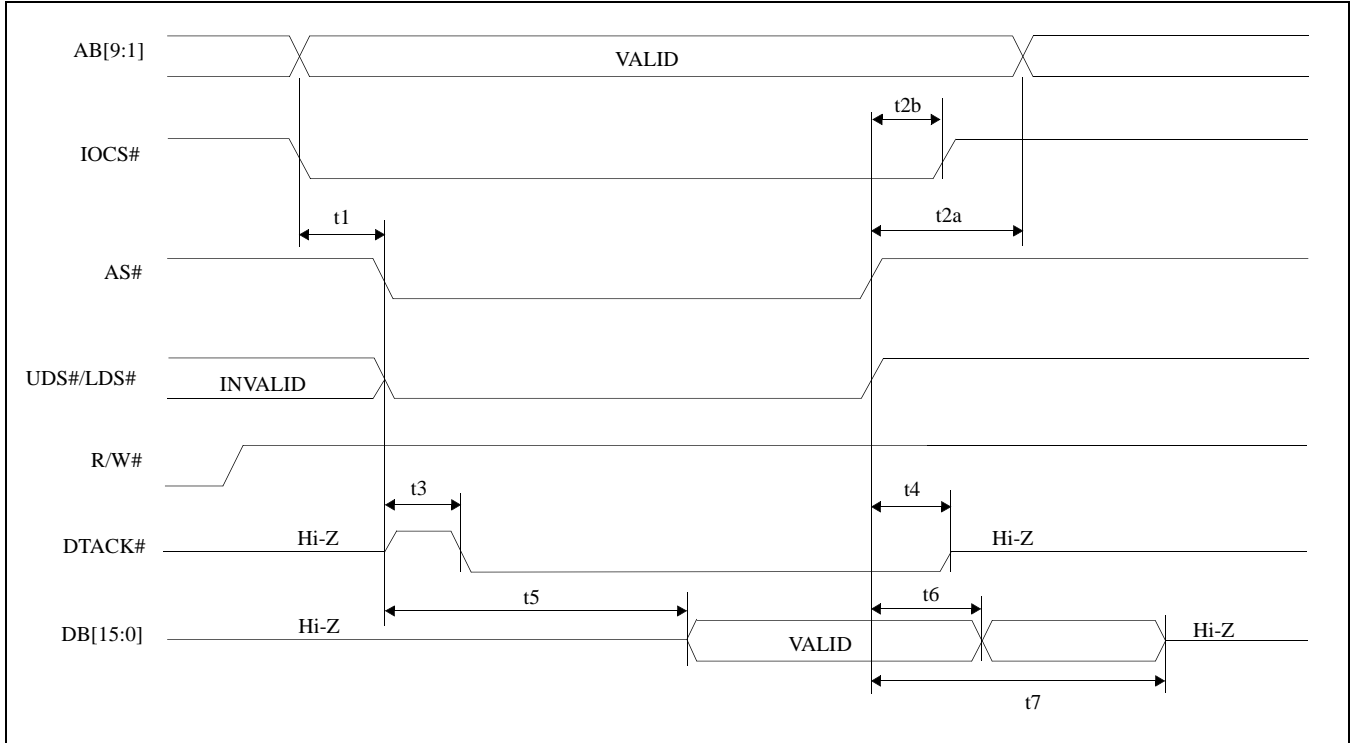 AB[9:1]
VALID
t2b
IOCS#
t1
t2a
AS#
UDS#/LDS#
INVALID
R/W#
t3
t4
DTACK#
Hi-Z
Hi-Z
t5
t6
DB[15:0]
Hi-Z
VALID
Hi-Z
t7